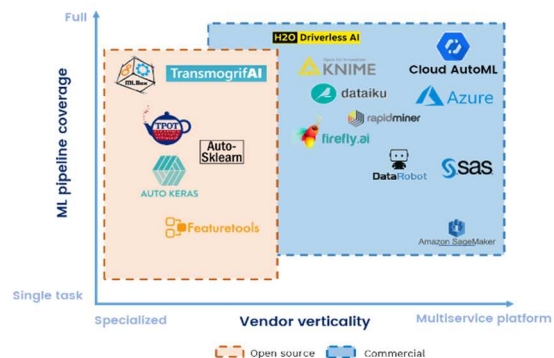 Full
H2O Driverless AI
MLBox
TransmogrifAI
KNIME
Cloud AutoML
dataiku
Azure
TPOT
rapidminer
firefly.ai
Auto-
Sklearn
DataRobot
sas
AUTO KERAS
Featuretools
Amazon SageMaker
ML pipeline coverage
Single task
Specialized
Vendor verticality
Multiservice platform
Open source
Commercial